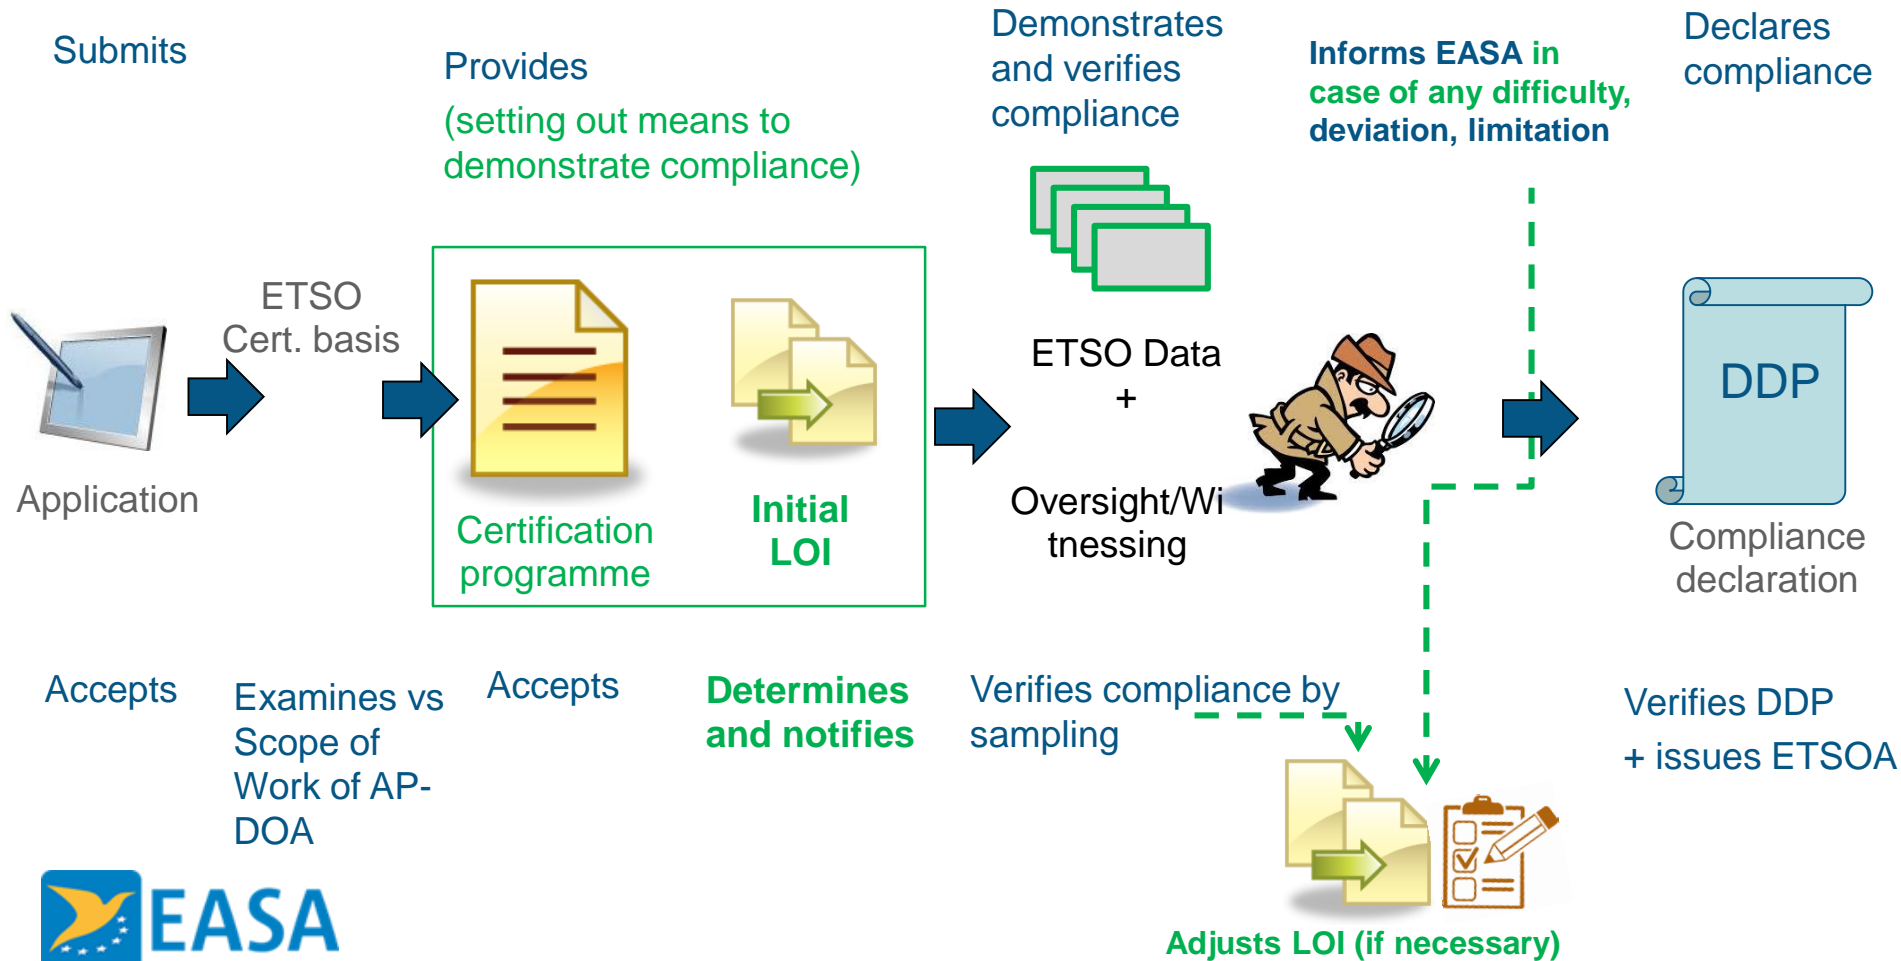 Submits
Provides
(setting out means to
demonstrate compliance)
Demonstrates
and verifies
compliance
Informs EASA in
case of any difficulty,
deviation, limitation
Declares
compliance
Application
ETSO
Cert. basis
Certification
programme
Initial
LOI
ETSO Data
+
Oversight/Wi
tnessing
DDP
Compliance
declaration
Accepts
Examines vs
Scope of
Work of AP-
DOA
Accepts
Determines
and notifies
Verifies compliance by
sampling
Verifies DDP
+ issues ETSOA
Adjusts LOI (if necessary)
EASA